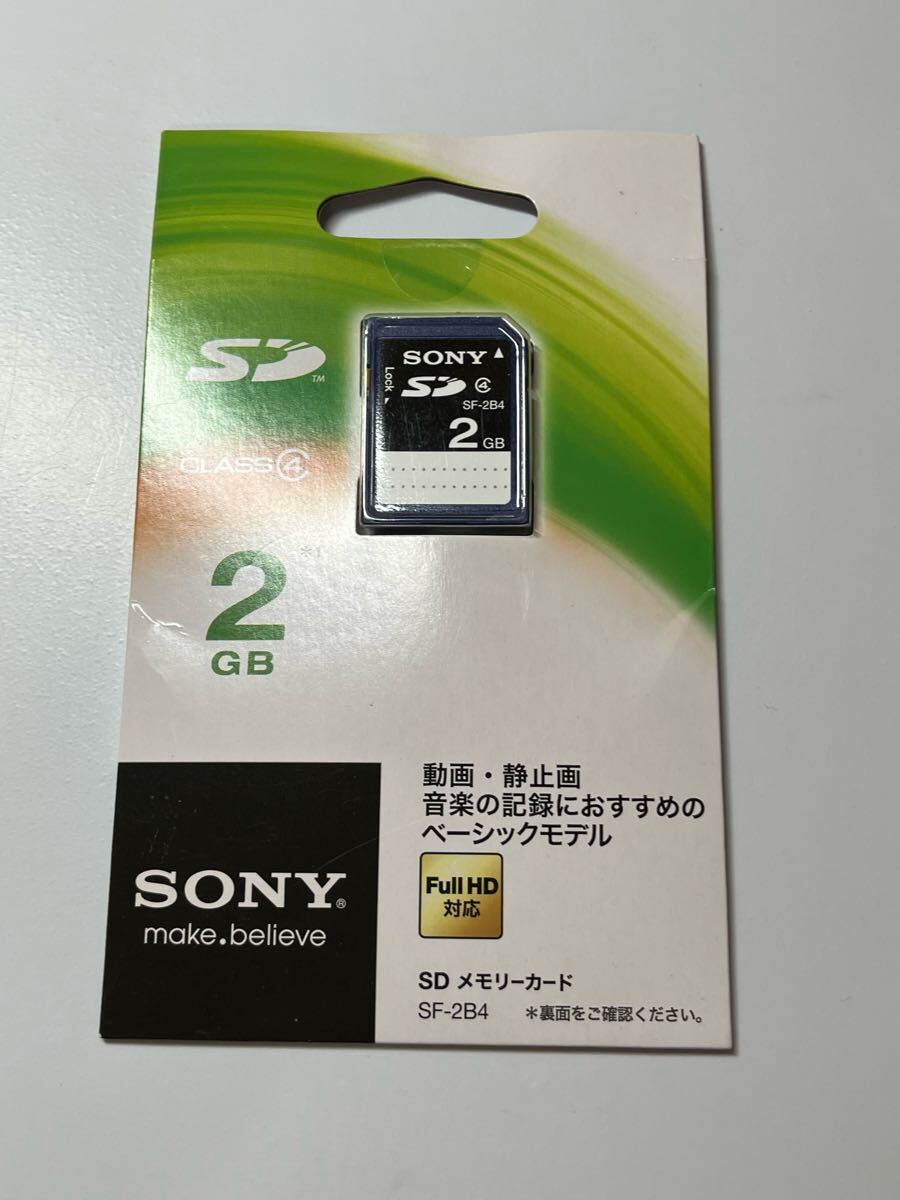 SONY
Lock
SD 4
SF-2B4
2 GB
SD TM
CLASS 4
2 *1
GB
動画・静止画
音楽の記録におすすめの
ベーシックモデル
Full HD
対応
SONY®
make.believe
SD メモリーカード
SF-2B4 *裏面をご確認ください。